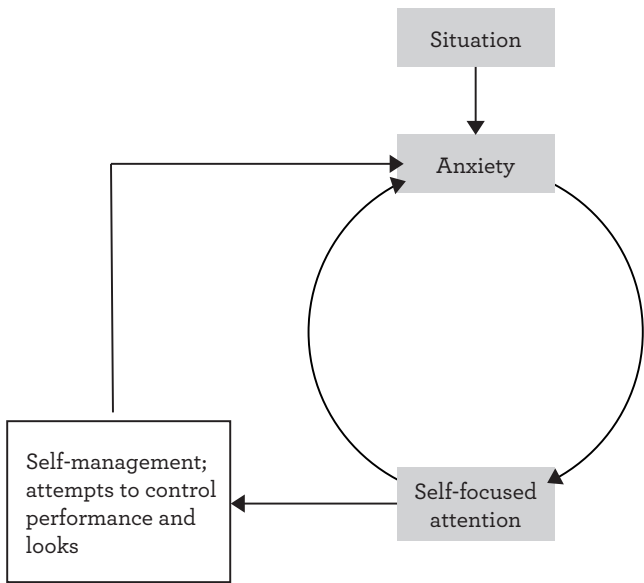 Situation
Anxiety
Self-focused
attention
Self-management;
attempts to control
performance and
looks